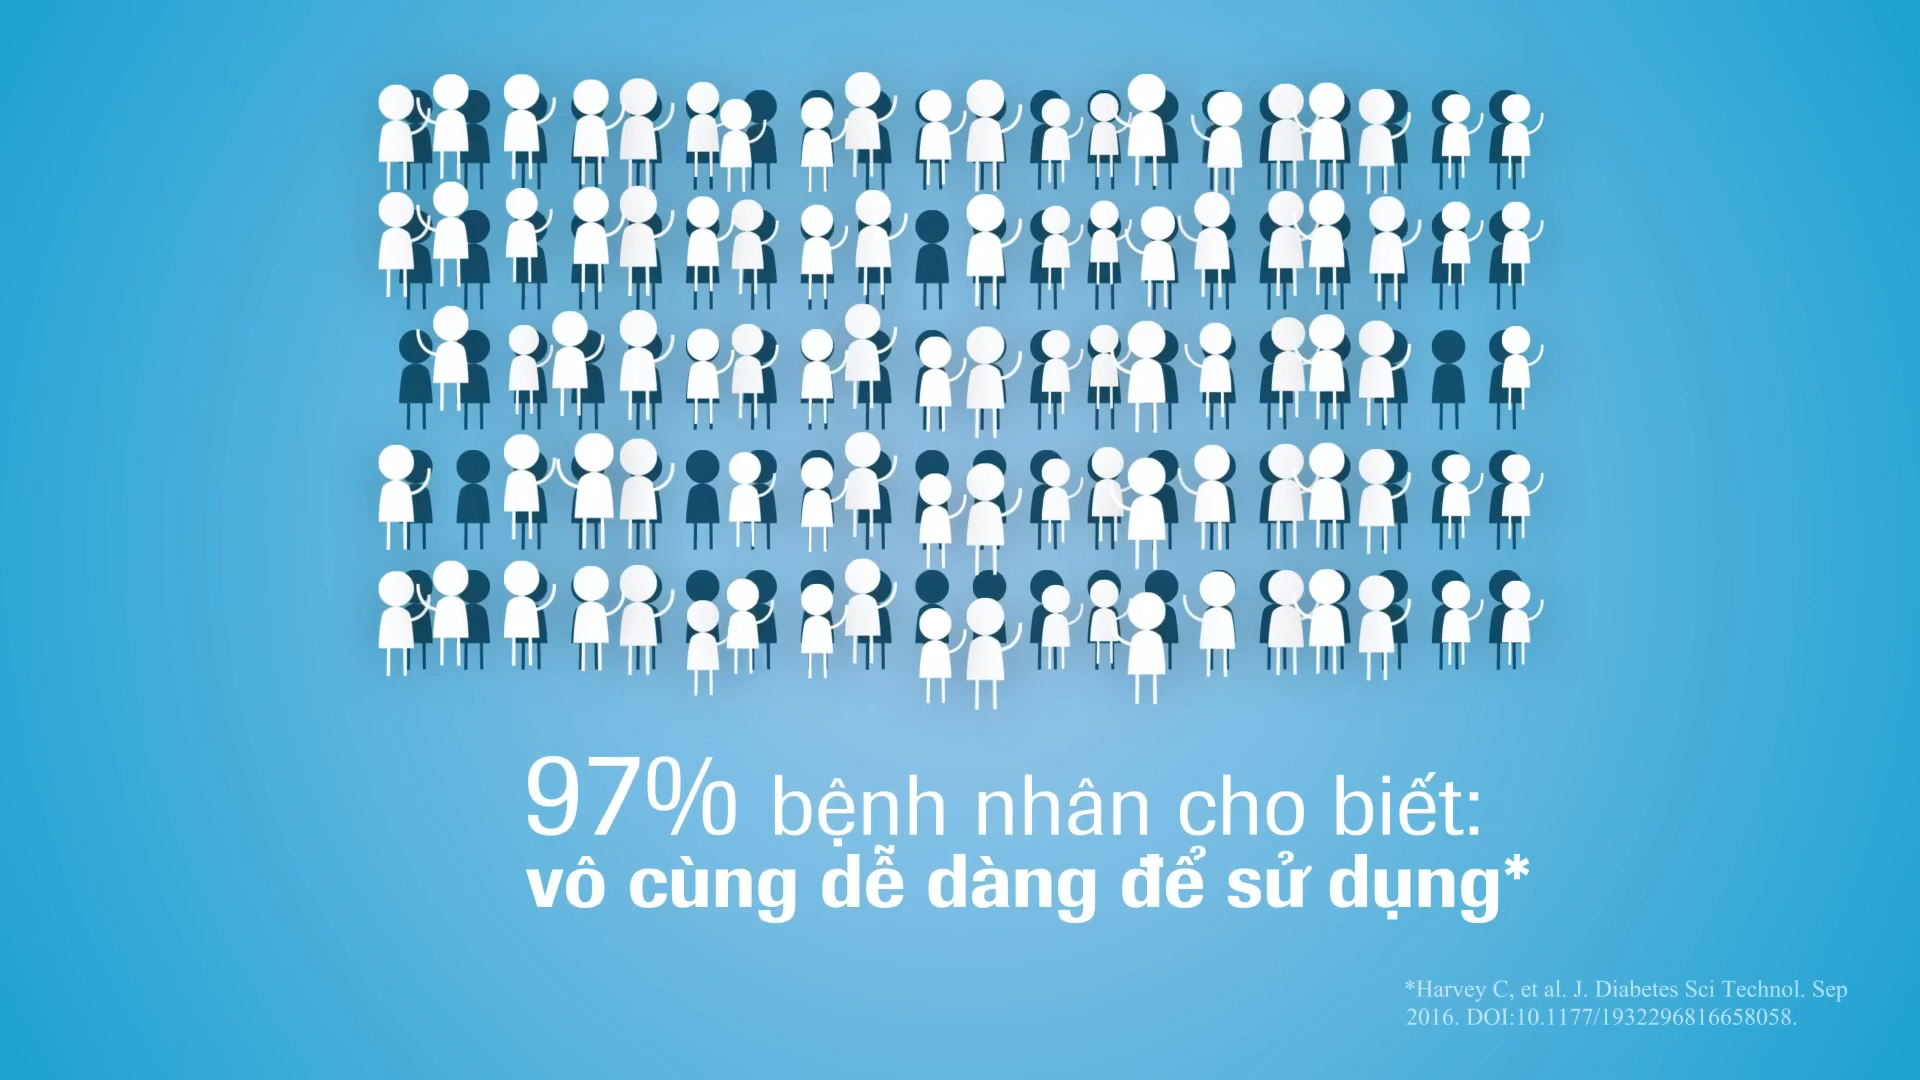 97% bệnh nhân cho biết:
vô cùng dễ dàng để sử dụng*
*Harvey C, et al. J. Diabetes Sci Technol. Sep
2016. DOI:10.1177/1932296816658058.